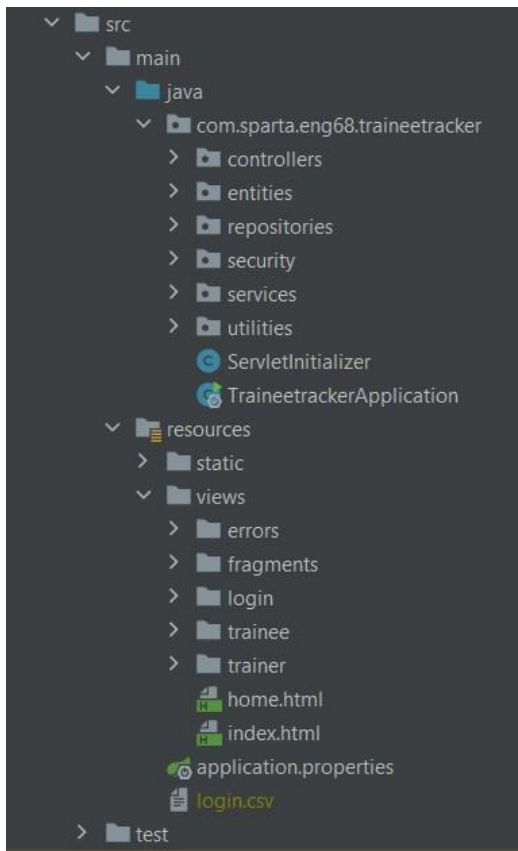 src
main
java
com.sparta.eng68.traineetracker
controllers
entities
repositories
security
services
utilities
ServletInitializer
TraineetrackerApplication
resources
static
views
errors
fragments
login
trainee
trainer
home.html
index.html
application.properties
login.csv
test